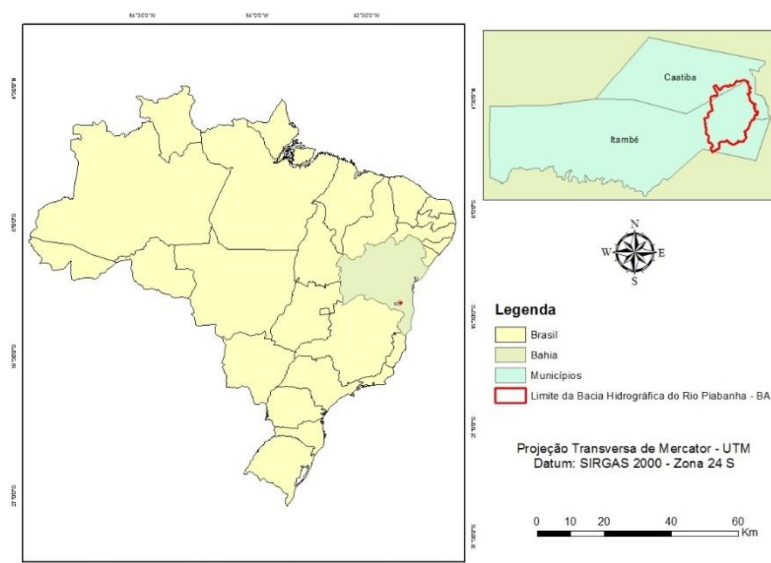 Caatiba
Itambé
N
W
E
S
Legenda
Brasil
Bahia
Municípios
Limite da Bacia Hidrográfica do Rio Piabanha - BA
Projeção Transversa de Mercator - UTM
Datum: SIRGAS 2000 - Zona 24 S
0 10 20 40 60
Km